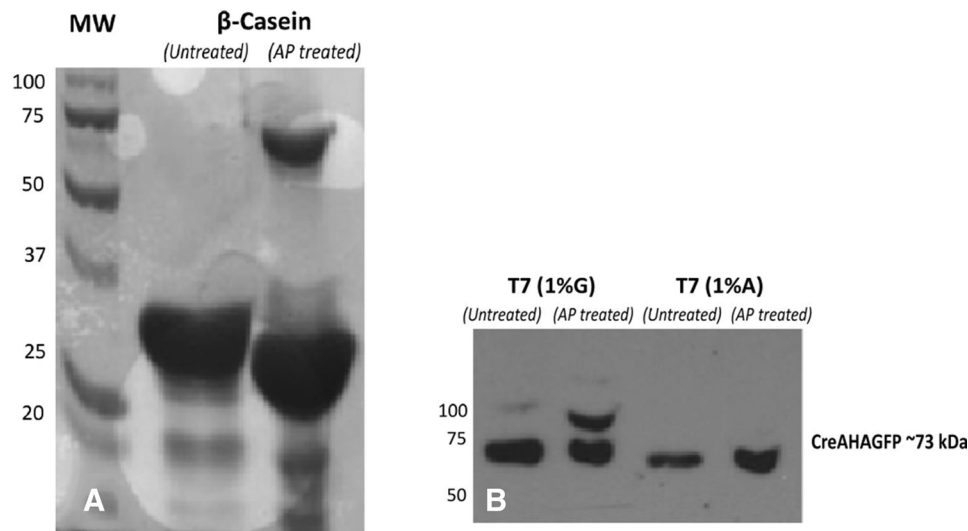 MW
β-Casein
(Untreated) (AP treated)
100
75
50
37
25
20
A
T7 (1%G) T7 (1%A)
(Untreated) (AP treated) (Untreated) (AP treated)
100
75
50
CreAHAGFP ~73 kDa
B